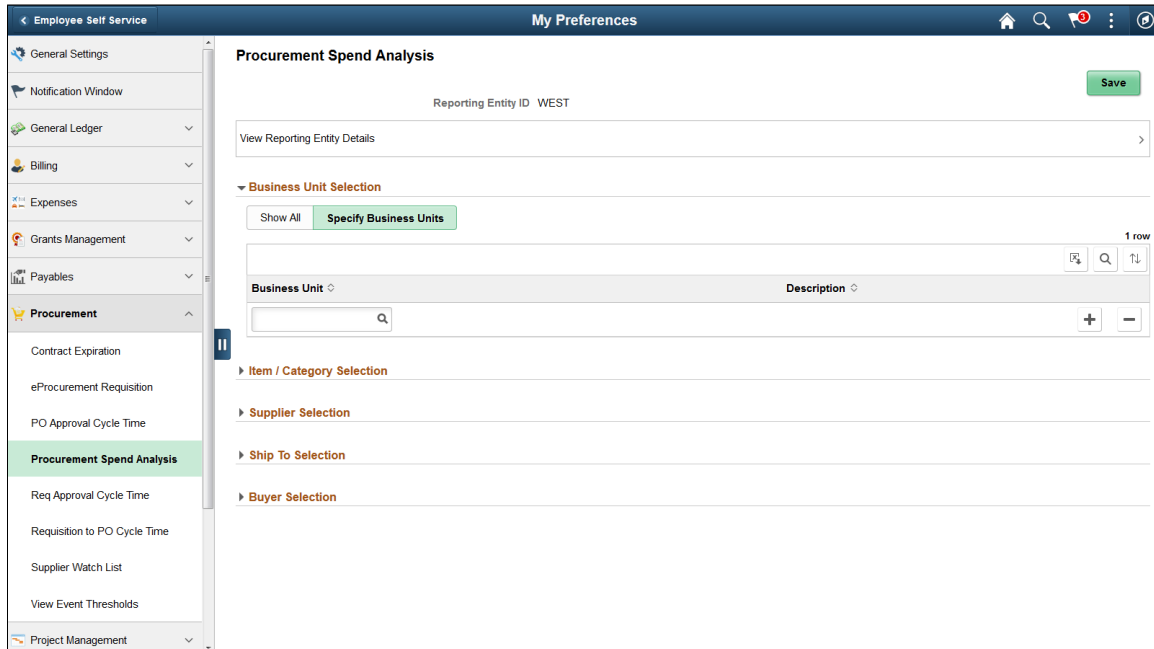 Employee Self Service
My Preferences
3
General Settings
Notification Window
General Ledger
Billing
Expenses
Grants Management
Payables
Procurement
Contract Expiration
eProcurement Requisition
PO Approval Cycle Time
Procurement Spend Analysis
Req Approval Cycle Time
Requisition to PO Cycle Time
Supplier Watch List
View Event Thresholds
Project Management
Procurement Spend Analysis
Save
Reporting Entity ID WEST
View Reporting Entity Details
Business Unit Selection
Show All Specify Business Units
1 row
Business Unit Description
Item / Category Selection
Supplier Selection
Ship To Selection
Buyer Selection